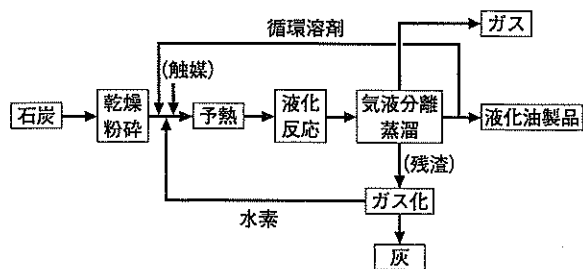 循環溶剤
ガス
(触媒)
石炭
乾燥
粉砕
予熱
液化
反応
気液分離
蒸溜
液化油製品
(残渣)
水素
ガス化
灰